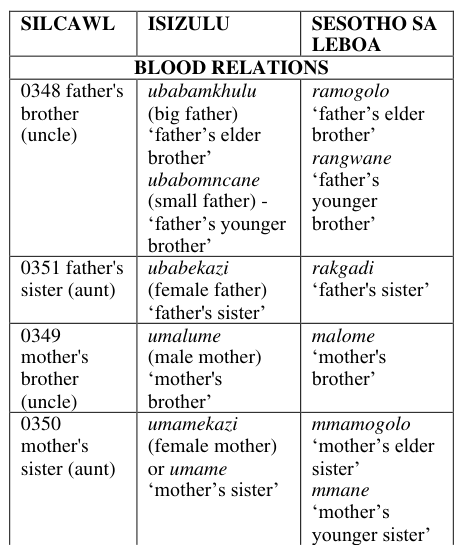 SILCAWL ISIZULU SESOTHO SA LEBOA
BLOOD RELATIONS
0348 father's
brother
(uncle)
ububamkhulu
(big father)
‘father’s elder
brother’
ubabomncane
(small father) -
‘father’s younger
brother’
ramogolo
‘father’s elder
brother’
rangwane
‘father’s
younger
brother’
0351 father's
sister (aunt)
ubabekazi
(female father)
‘father's sister’
rakgadi
‘father's sister’
0349
mother's
brother
(uncle)
umalume
(male mother)
‘mother's
brother’
malome
‘mother's
brother’
0350
mother's
sister (aunt)
umamekazi
(female mother)
or umame
‘mother’s sister’
mmamogolo
‘mother’s elder
sister’
mmane
‘mother’s
younger sister’